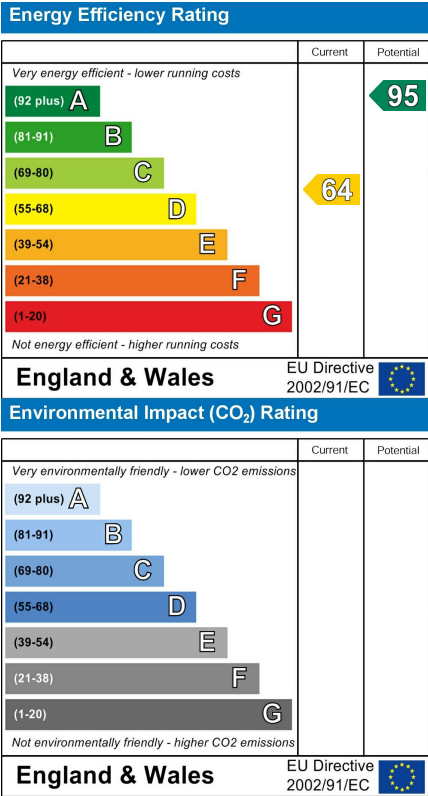 Energy Efficiency Rating
Current Potential
Very energy efficient - lower running costs
(92 plus) A
95
(81-91) B
(69-80) C
64
(55-68) D
(39-54) E
(21-38) F
(1-20) G
Not energy efficient - higher running costs
England & Wales
EU Directive
2002/91/EC
Environmental Impact (CO₂) Rating
Current Potential
Very environmentally friendly - lower CO2 emissions
(92 plus) A
(81-91) B
(69-80) C
(55-68) D
(39-54) E
(21-38) F
(1-20) G
Not environmentally friendly - higher CO2 emissions
England & Wales
EU Directive
2002/91/EC